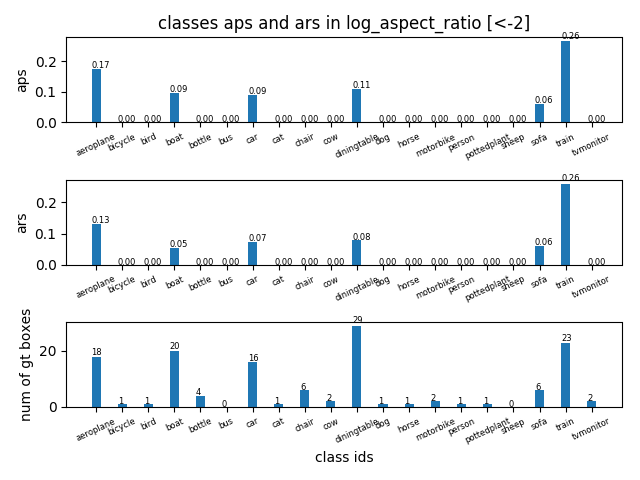 classes aps and ars in log_aspect_ratio [<-2]
aps
0.2
0.1
0.0
0.17 0.00 0.00 0.09 0.00 0.00 0.09 0.00 0.00 0.00 0.11 0.00 0.00 0.00 0.00 0.00 0.00 0.06 0.26 0.00
aeroplane bicycle bird boat bottle bus car cat chair cow diningtable dog horse motorbike person pottedplant sheep sofa train tvmonitor
ars
0.2
0.1
0.0
0.13 0.00 0.00 0.05 0.00 0.00 0.07 0.00 0.00 0.00 0.08 0.00 0.00 0.00 0.00 0.00 0.00 0.06 0.26 0.00
aeroplane bicycle bird boat bottle bus car cat chair cow diningtable dog horse motorbike person pottedplant sheep sofa train tvmonitor
num of gt boxes
20
0
18 1 1 20 4 0 16 1 6 2 29 1 1 2 1 1 0 6 23 2
aeroplane bicycle bird boat bottle bus car cat chair cow diningtable dog horse motorbike person pottedplant sheep sofa train tvmonitor
class ids